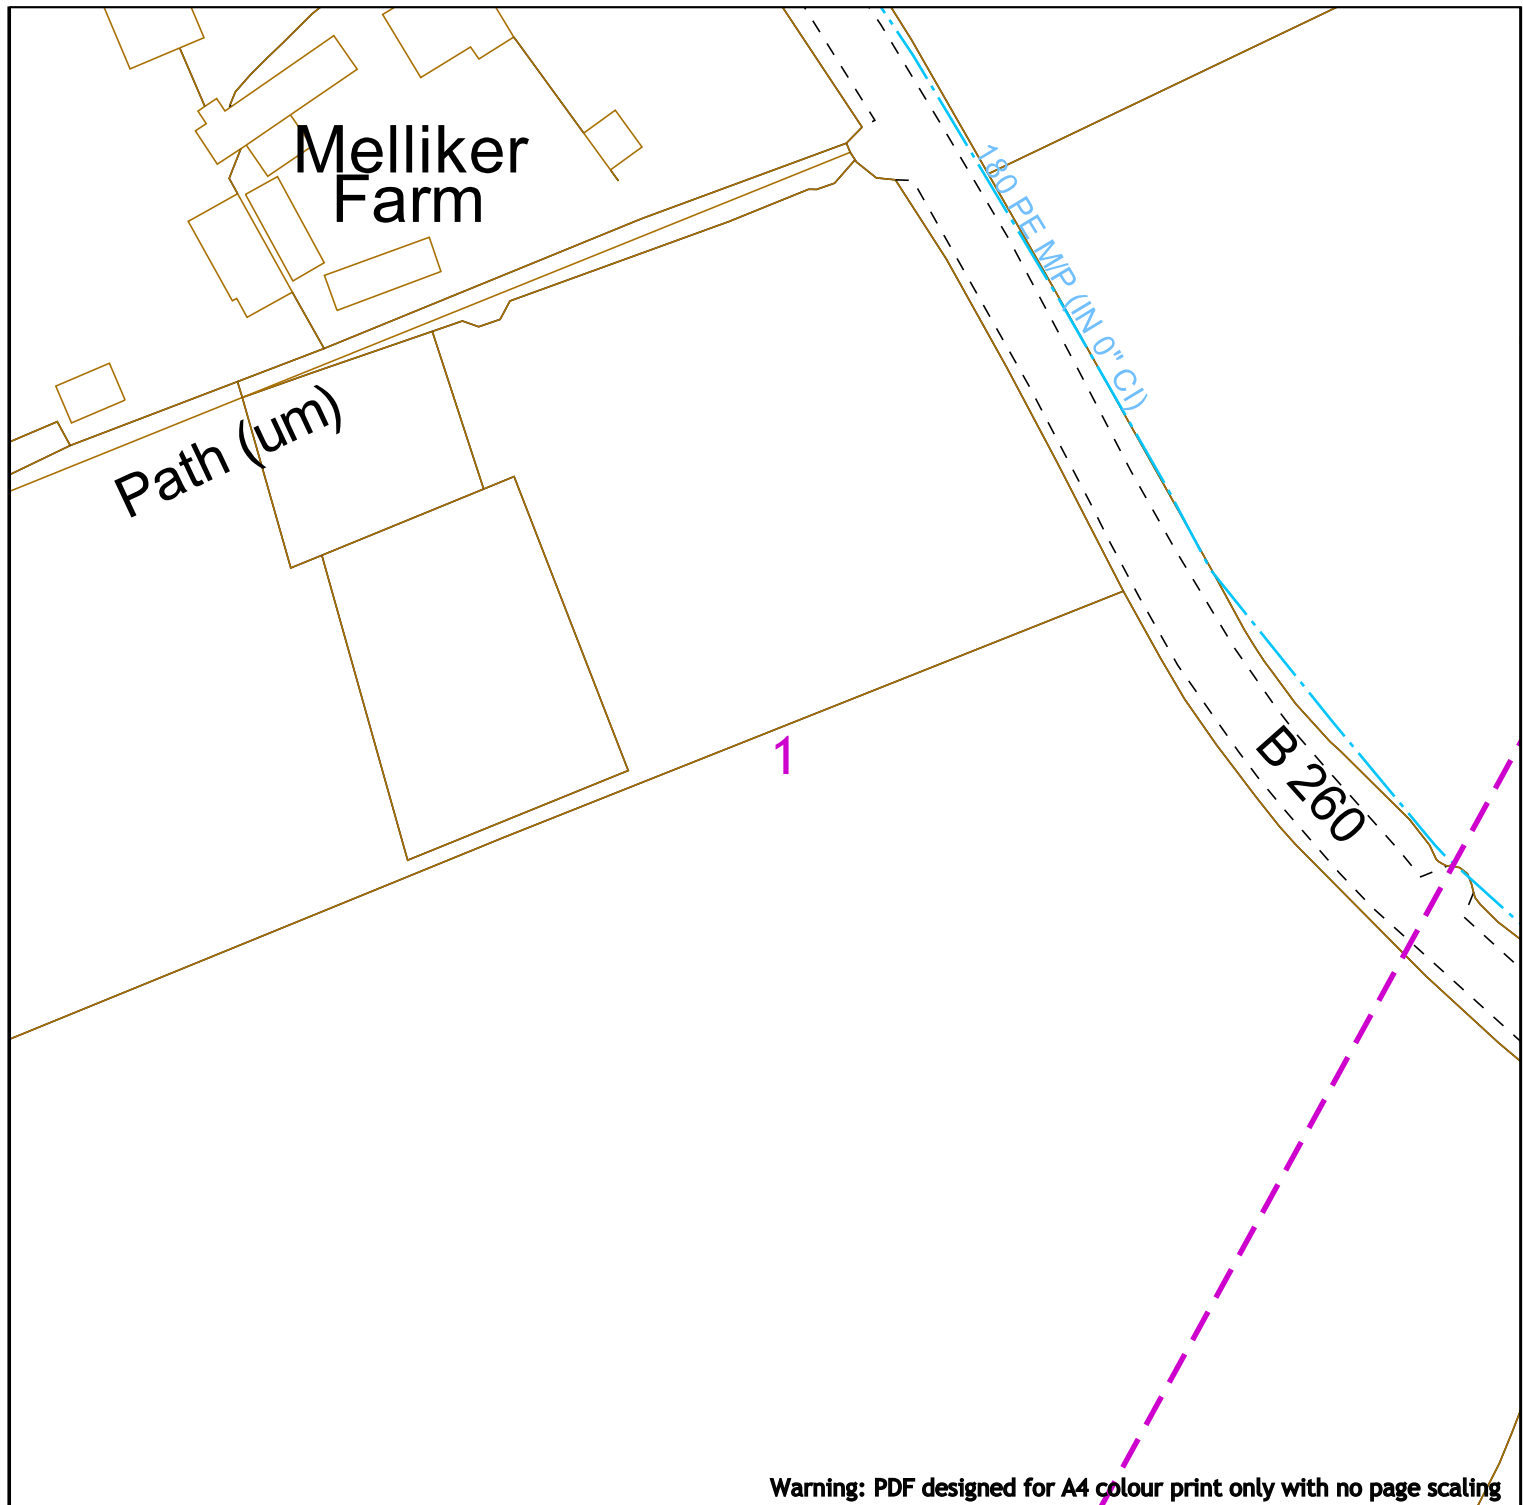 Melliker
Farm
180 PE M/P (IN 0" CI)
Path (um)
1
B 260
Warning: PDF designed for A4 colour print only with no page scaling